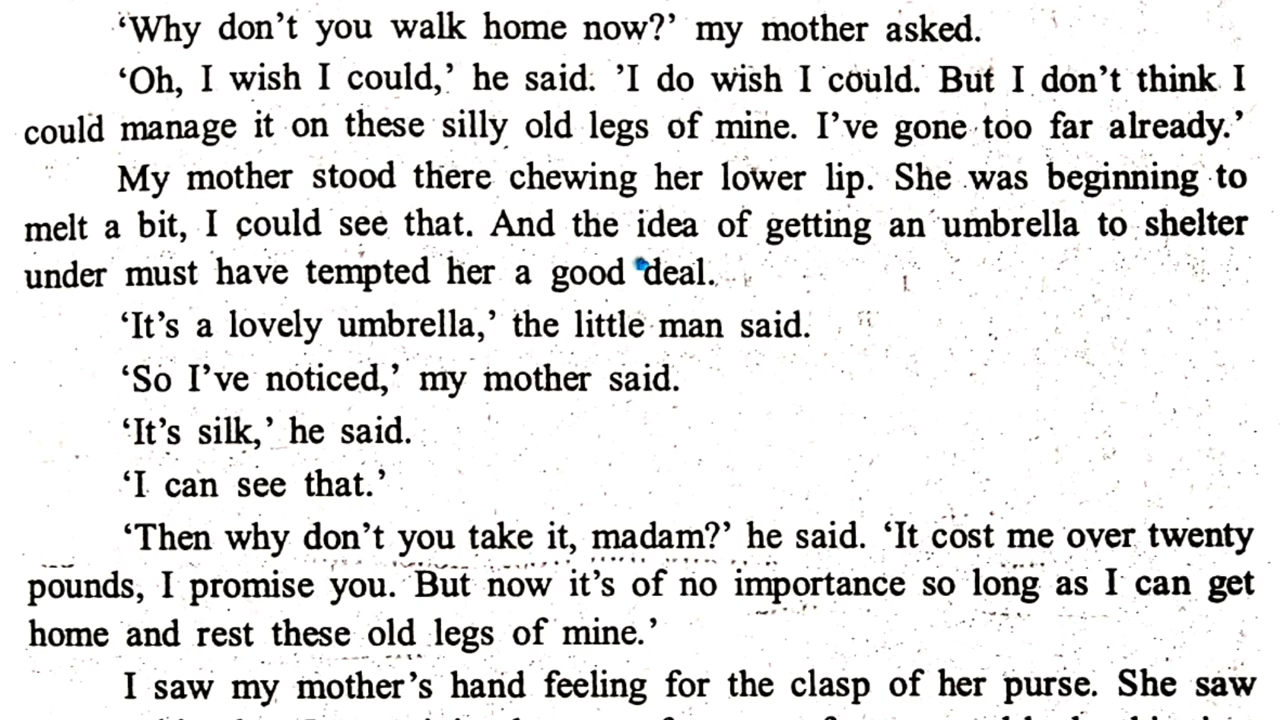 ‘Why don’t you walk home now?’ my mother asked.
‘Oh, I wish I could,’ he said. ’I do wish I could. But I don’t think I
could manage it on these silly old legs of mine. I’ve gone too far already.’
My mother stood there chewing her lower lip. She was beginning to
melt a bit, I could see that. And the idea of getting an umbrella to shelter
under must have tempted her a good deal.
‘It’s a lovely umbrella,’ the little man said.
‘So I’ve noticed,’ my mother said.
‘It’s silk,’ he said.
‘I can see that.’
‘Then why don’t you take it, madam?’ he said. ‘It cost me over twenty
pounds, I promise you. But now it’s of no importance so long as I can get
home and rest these old legs of mine.’
I saw my mother’s hand feeling for the clasp of her purse. She saw